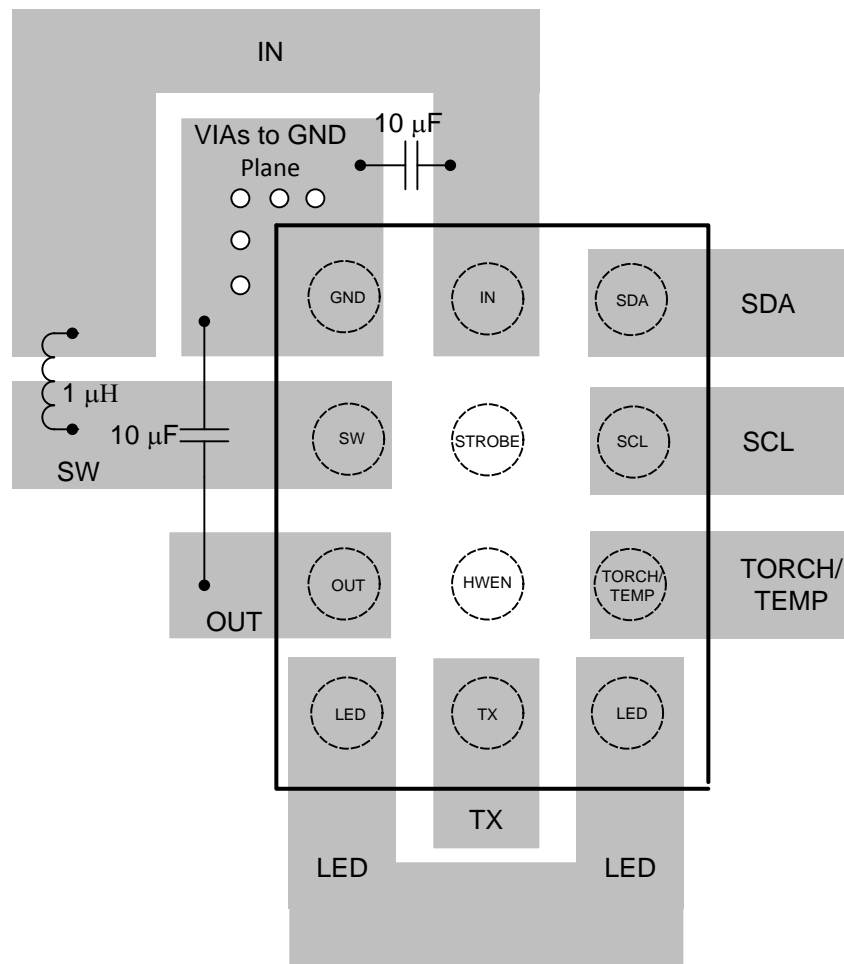 IN
VIAs to GND
Plane
10 μF
GND
IN
SDA
SDA
1 μH
10 μF
SW
SW
STROBE
SCL
SCL
OUT
OUT
HWEN
TORCH/
TEMP
TORCH/
TEMP
LED
TX
LED
TX
LED
LED